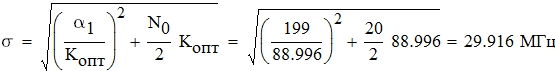 σ = √((α₁/Kопт)² + N₀/2 Kопт) = √((199/88.996)² + 20/2 88.996) = 29.916 МГц